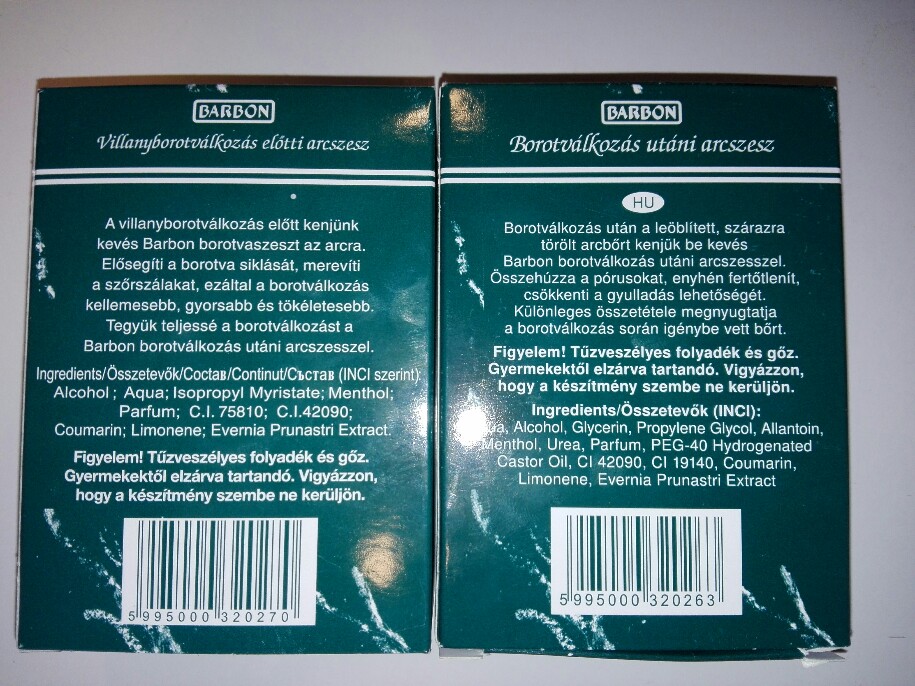 BARBON
Villanyborotválkozás előtti arcszesz
A villanyborotválkozás előtt kenjünk
kevés Barbon borotvaszeszt az arcra.
Elősegíti a borotva siklását, merevíti
a szőrszálakat, ezáltal a borotválkozás
kellemesebb, gyorsabb és tökéletesebb.
Tegyük teljessé a borotválkozást a
Barbon borotválkozás utáni arcszesszel.
Ingredients/Összetevők/Состав/Continut/Състав (INCI szerint):
Alcohol ; Aqua; Isopropyl Myristate; Menthol;
Parfum; C.I. 75810; C.I.42090;
Coumarin; Limonene; Evernia Prunastri Extract.
Figyelem! Tűzveszélyes folyadék és gőz.
Gyermekektől elzárva tartandó. Vigyázzon,
hogy a készítmény szembe ne kerüljön.
5 995000 320270
BARBON
Borotválkozás utáni arcszesz
HU
Borotválkozás után a leöblített, szárazra
törölt arcbőrt kenjük be kevés
Barbon borotválkozás utáni arcszesszel.
Összehúzza a pórusokat, enyhén fertőtlenít,
csökkenti a gyulladás lehetőségét.
Különleges összetétele megnyugtatja
a borotválkozás során igénybe vett bőrt.
Figyelem! Tűzveszélyes folyadék és gőz.
Gyermekektől elzárva tartandó. Vigyázzon,
hogy a készítmény szembe ne kerüljön.
Ingredients/Összetevők (INCI):
Alcohol, Glycerin, Propylene Glycol, Allantoin,
Menthol, Urea, Parfum, PEG-40 Hydrogenated
Castor Oil, CI 42090, CI 19140, Coumarin,
Limonene, Evernia Prunastri Extract
5 995000 320263